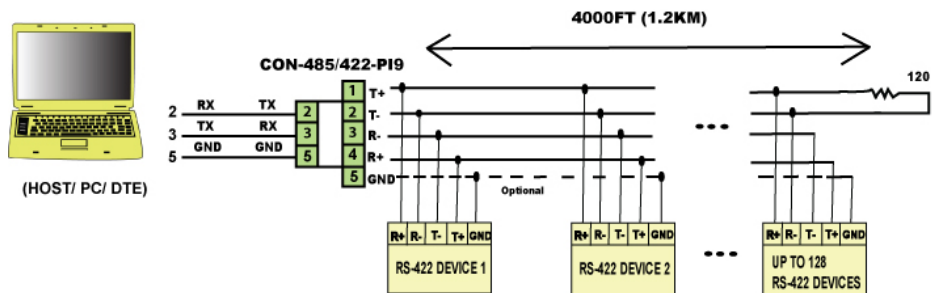 4000FT (1.2KM)
CON-485/422-PI9
120
1 T+
2 RX TX 2 2 T-
3 TX RX 3 3 R-
5 GND GND 5 4 R+
5 GND
Optional
(HOST/ PC/ DTE)
R+ R- T- T+ GND
RS-422 DEVICE 1
R+ R- T- T+ GND
RS-422 DEVICE 2
R+ R- T- T+ GND
UP TO 128
RS-422 DEVICES